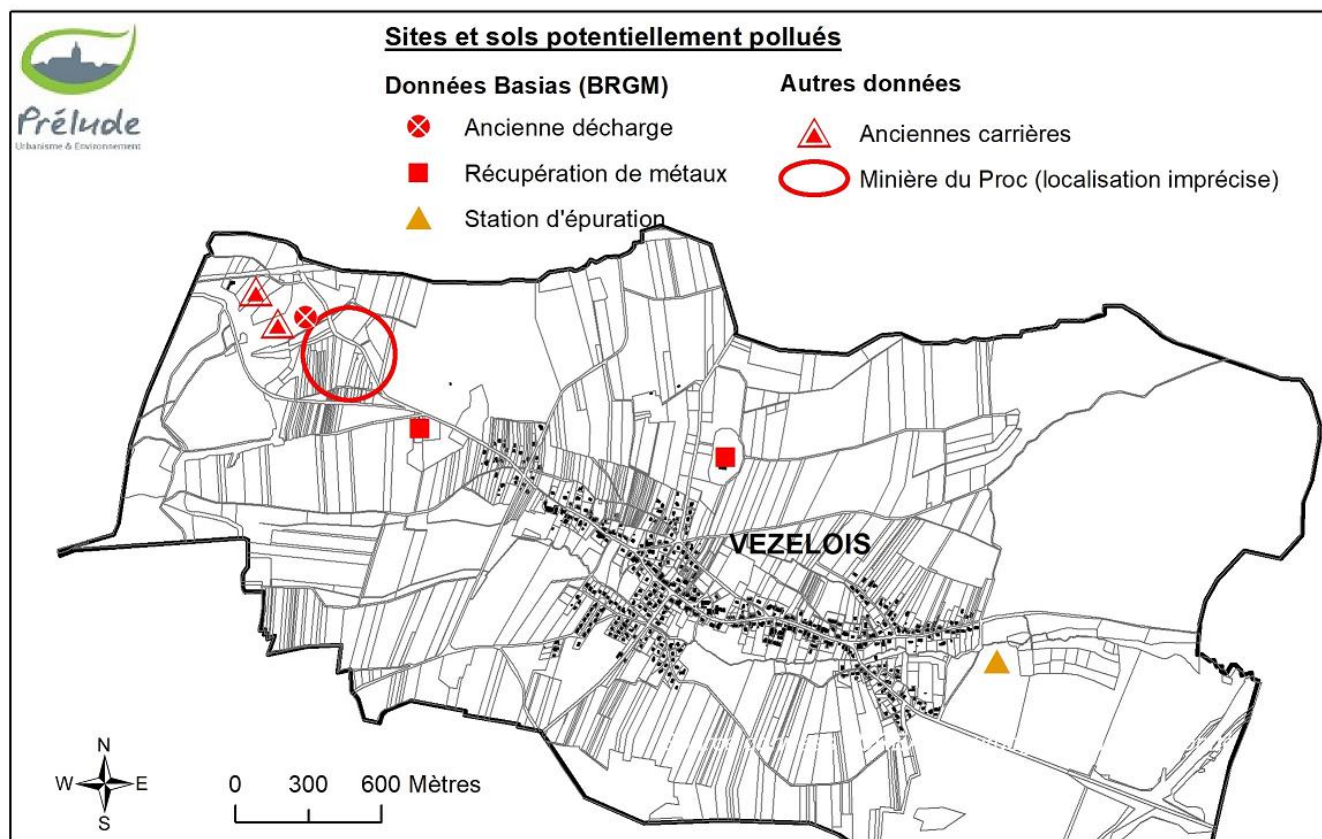 Sites et sols potentiellement pollués
Prélude
Urbanisme & Environnement
Données Basias (BRGM)
Ancienne décharge
Récupération de métaux
Station d'épuration
Autres données
Anciennes carrières
Minière du Proc (localisation imprécise)
VEZELOIS
N
W E
S
0 300 600 Mètres